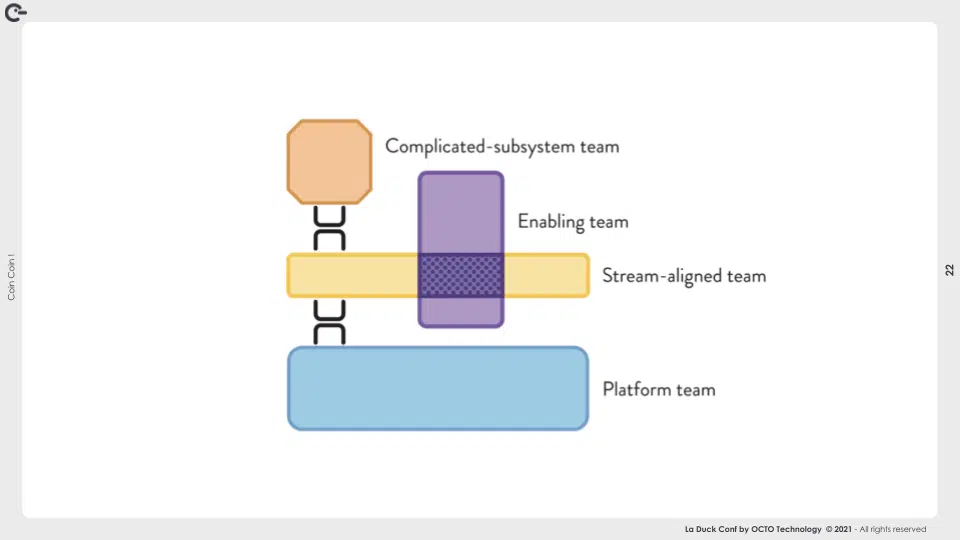 Complicated-subsystem team
Enabling team
Stream-aligned team
Platform team
Coin Coin !
22
La Duck Conf by OCTO Technology © 2021 - All rights reserved